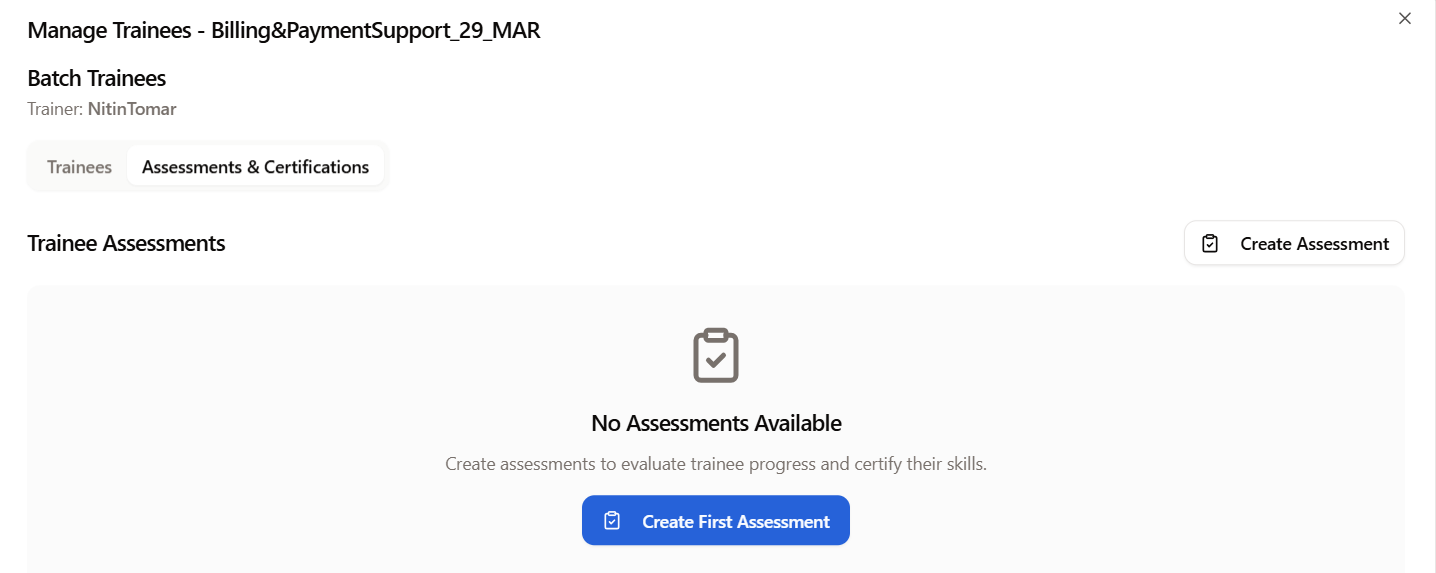 Manage Trainees - Billing&PaymentSupport_29_MAR
Batch Trainees
Trainer: NitinTomar
Trainees
Assessments & Certifications
Trainee Assessments
Create Assessment
No Assessments Available
Create assessments to evaluate trainee progress and certify their skills.
Create First Assessment